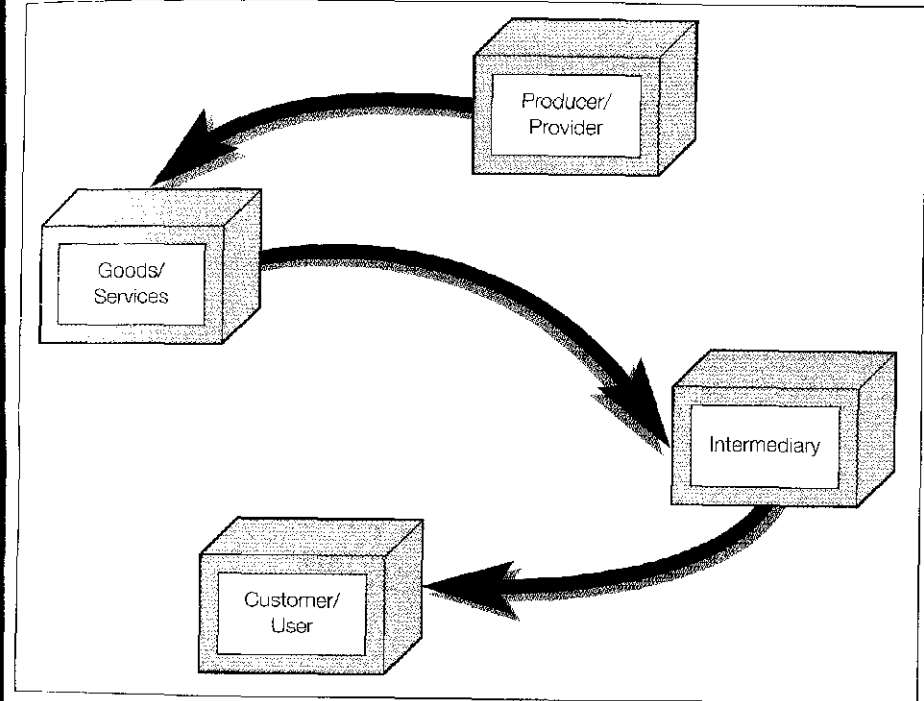 Producer/
Provider
Goods/
Services
Intermediary
Customer/
User